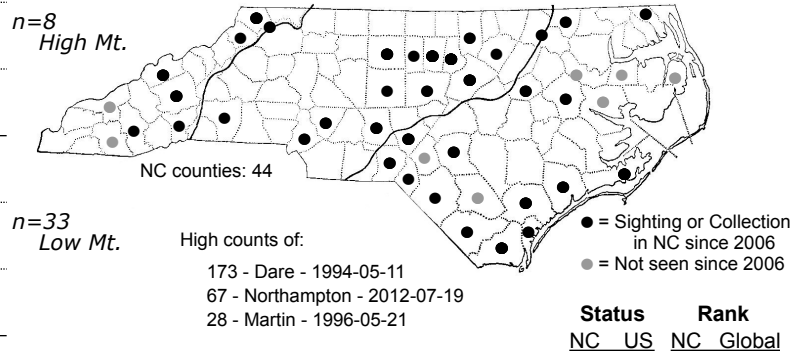 n=8
High Mt.
NC counties: 44
n=33
Low Mt.
High counts of:
173 - Dare - 1994-05-11
67 - Northampton - 2012-07-19
28 - Martin - 1996-05-21
= Sighting or Collection
in NC since 2006
= Not seen since 2006
Status Rank
NC US NC Global